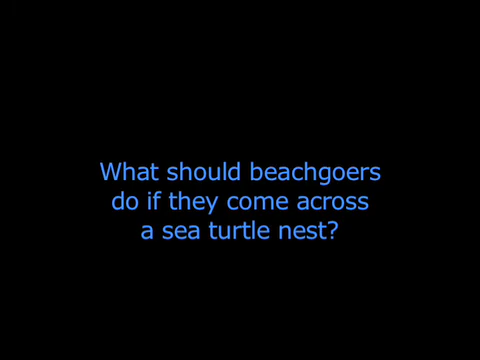 What should beachgoers
do if they come across
a sea turtle nest?